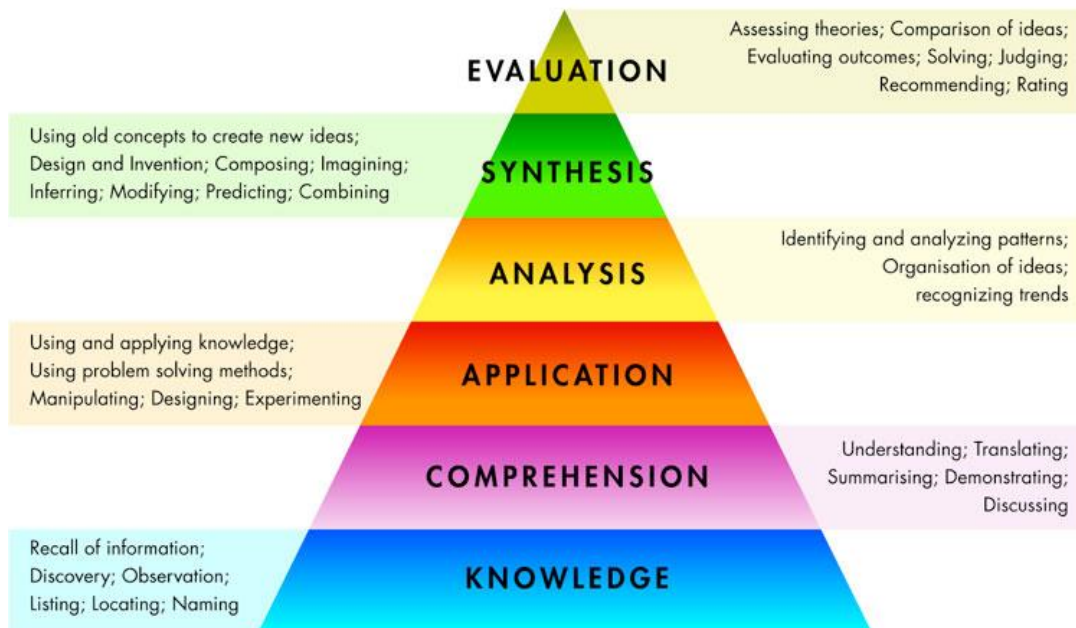 EVALUATION
Assessing theories; Comparison of ideas;
Evaluating outcomes; Solving; Judging;
Recommending; Rating
Using old concepts to create new ideas;
Design and Invention; Composing; Imagining;
Inferring; Modifying; Predicting; Combining
SYNTHESIS
ANALYSIS
Identifying and analyzing patterns;
Organisation of ideas;
recognizing trends
Using and applying knowledge;
Using problem solving methods;
Manipulating; Designing; Experimenting
APPLICATION
COMPREHENSION
Understanding; Translating;
Summarising; Demonstrating;
Discussing
Recall of information;
Discovery; Observation;
Listing; Locating; Naming
KNOWLEDGE